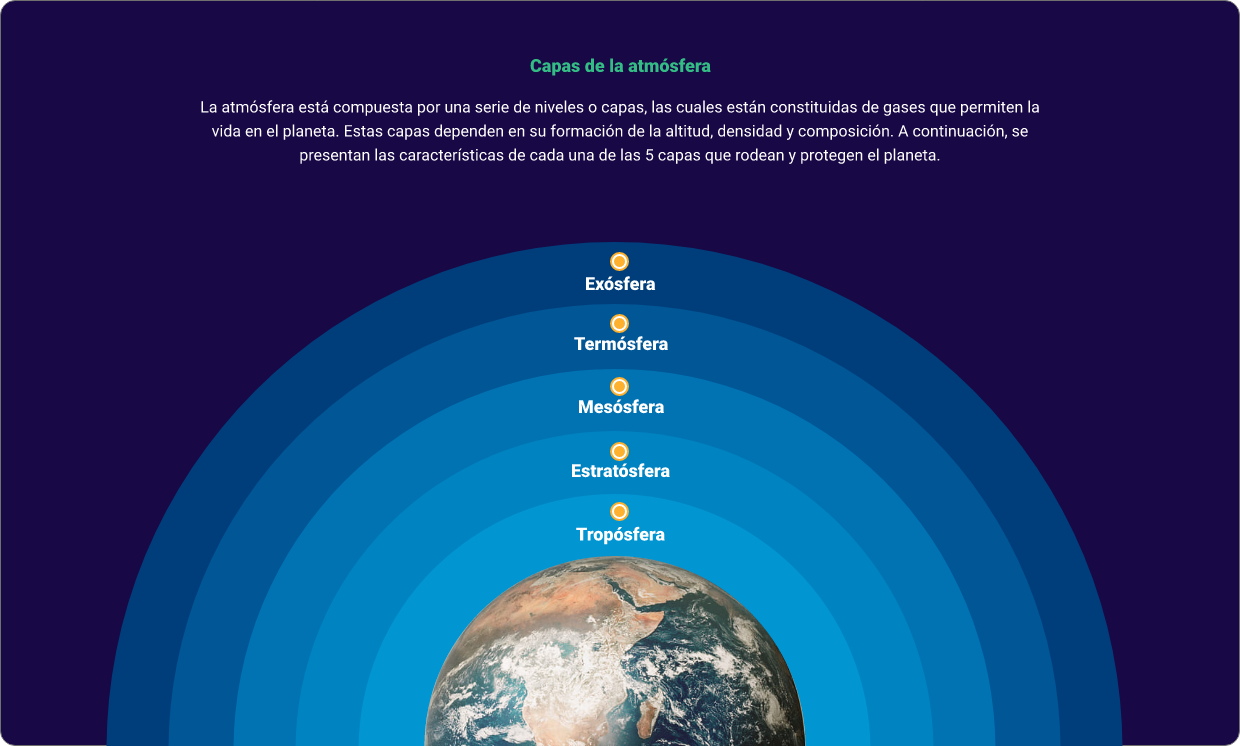 Capas de la atmósfera
La atmósfera está compuesta por una serie de niveles o capas, las cuales están constituidas de gases que permiten la
vida en el planeta. Estas capas dependen en su formación de la altitud, densidad y composición. A continuación, se
presentan las características de cada una de las 5 capas que rodean y protegen el planeta.
Exósfera
Termósfera
Mesósfera
Estratósfera
Tropósfera